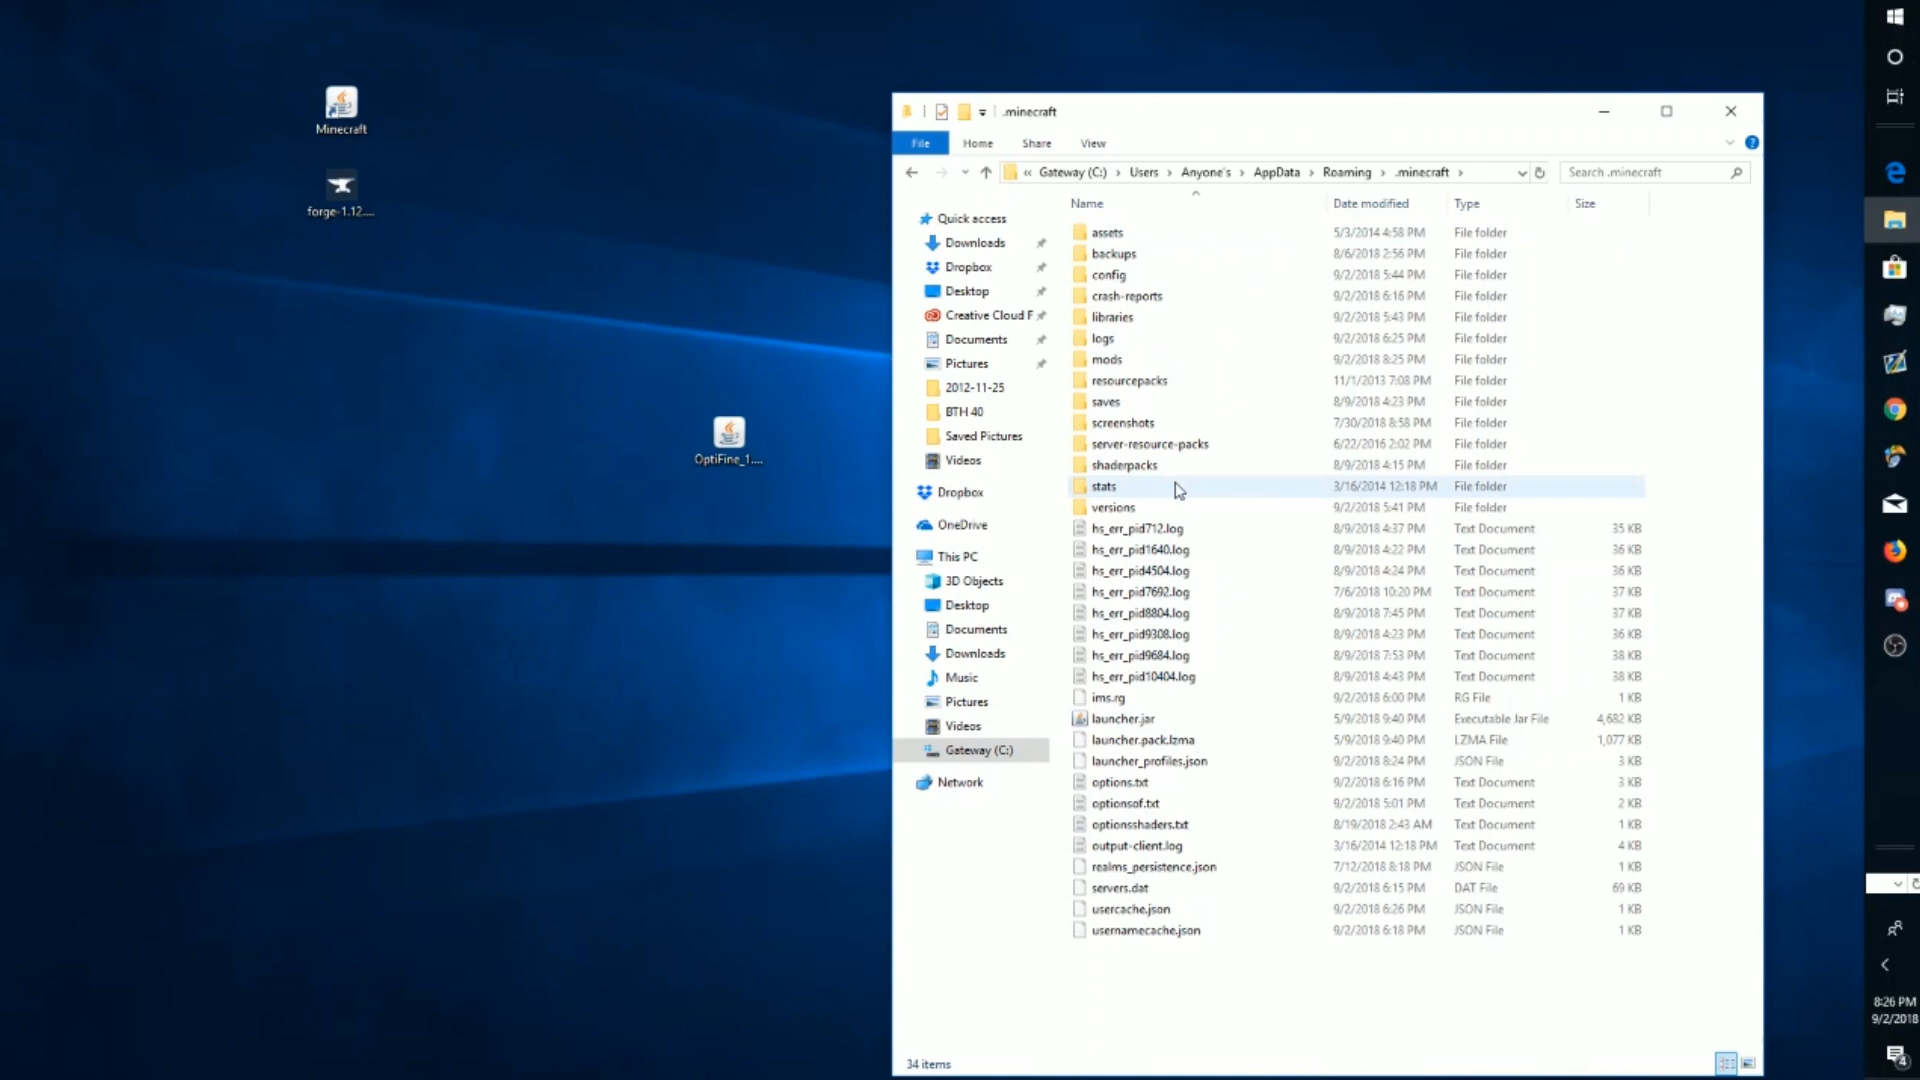 Minecraft
forge-1.12....
OptiFine_1....
.minecraft
File Home Share View
« Gateway (C:) › Users › Anyone's › AppData › Roaming › .minecraft ›
Search .minecraft
Quick access
Downloads
Dropbox
Desktop
Creative Cloud F
Documents
Pictures
2012-11-25
BTH 40
Saved Pictures
Videos
Dropbox
OneDrive
This PC
3D Objects
Desktop
Documents
Downloads
Music
Pictures
Videos
Gateway (C:)
Network
Name Date modified Type Size
assets 5/3/2014 4:58 PM File folder
backups 8/6/2018 2:56 PM File folder
config 9/2/2018 5:44 PM File folder
crash-reports 9/2/2018 6:16 PM File folder
libraries 9/2/2018 5:43 PM File folder
logs 9/2/2018 6:25 PM File folder
mods 9/2/2018 8:25 PM File folder
resourcepacks 11/1/2013 7:08 PM File folder
saves 8/9/2018 4:23 PM File folder
screenshots 7/30/2018 8:58 PM File folder
server-resource-packs 6/22/2016 2:02 PM File folder
shaderpacks 8/9/2018 4:15 PM File folder
stats 3/16/2014 12:18 PM File folder
versions 9/2/2018 5:41 PM File folder
hs_err_pid712.log 8/9/2018 4:37 PM Text Document 35 KB
hs_err_pid1640.log 8/9/2018 4:22 PM Text Document 36 KB
hs_err_pid4504.log 8/9/2018 4:24 PM Text Document 36 KB
hs_err_pid7692.log 7/6/2018 10:20 PM Text Document 37 KB
hs_err_pid8804.log 8/9/2018 7:45 PM Text Document 37 KB
hs_err_pid9308.log 8/9/2018 4:23 PM Text Document 36 KB
hs_err_pid9684.log 8/9/2018 7:53 PM Text Document 38 KB
hs_err_pid10404.log 8/9/2018 4:43 PM Text Document 38 KB
ims.rg 9/2/2018 6:00 PM RG File 1 KB
launcher.jar 5/9/2018 9:40 PM Executable Jar File 4,682 KB
launcher.pack.lzma 5/9/2018 9:40 PM LZMA File 1,077 KB
launcher_profiles.json 9/2/2018 8:24 PM JSON File 3 KB
options.txt 9/2/2018 6:16 PM Text Document 3 KB
optionsof.txt 9/2/2018 5:01 PM Text Document 2 KB
optionsshaders.txt 8/19/2018 2:43 AM Text Document 1 KB
output-client.log 3/16/2014 12:18 PM Text Document 4 KB
realms_persistence.json 7/12/2018 8:18 PM JSON File 1 KB
servers.dat 9/2/2018 6:15 PM DAT File 69 KB
usercache.json 9/2/2018 6:26 PM JSON File 1 KB
usernamecache.json 9/2/2018 6:18 PM JSON File 1 KB
34 items
8:26 PM
9/2/2018
4